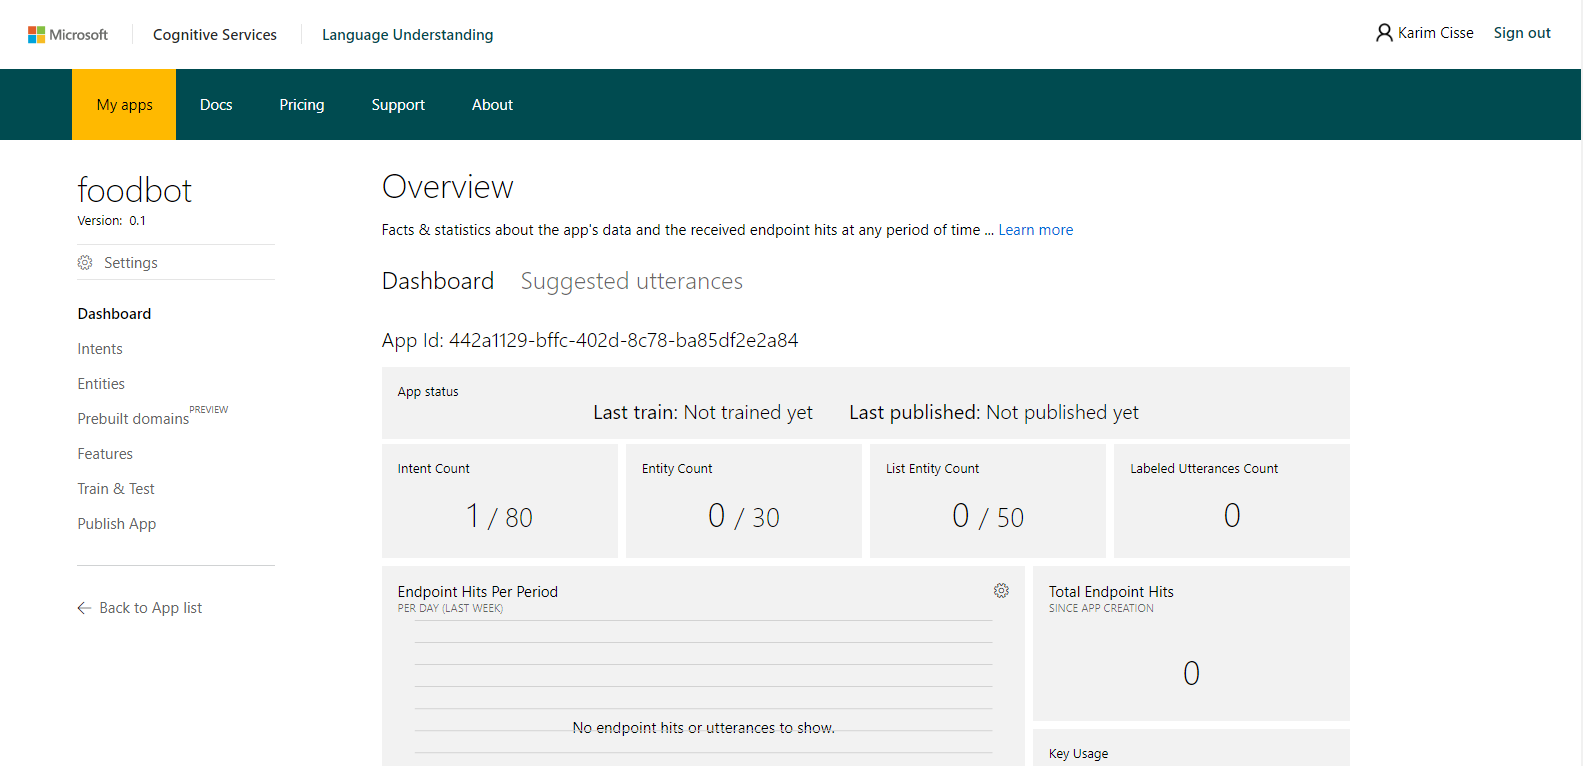 Microsoft Cognitive Services Language Understanding Karim Cisse Sign out
My apps Docs Pricing Support About
foodbot
Version: 0.1
Settings
Dashboard
Intents
Entities
Prebuilt domains PREVIEW
Features
Train & Test
Publish App
Back to App list
Overview
Facts & statistics about the app's data and the received endpoint hits at any period of time ... Learn more
Dashboard Suggested utterances
App Id: 442a1129-bffc-402d-8c78-ba85df2e2a84
App status
Last train: Not trained yet Last published: Not published yet
Intent Count
1 / 80
Entity Count
0 / 30
List Entity Count
0 / 50
Labeled Utterances Count
0
Endpoint Hits Per Period
PER DAY (LAST WEEK)
No endpoint hits or utterances to show.
Total Endpoint Hits
SINCE APP CREATION
0
Key Usage